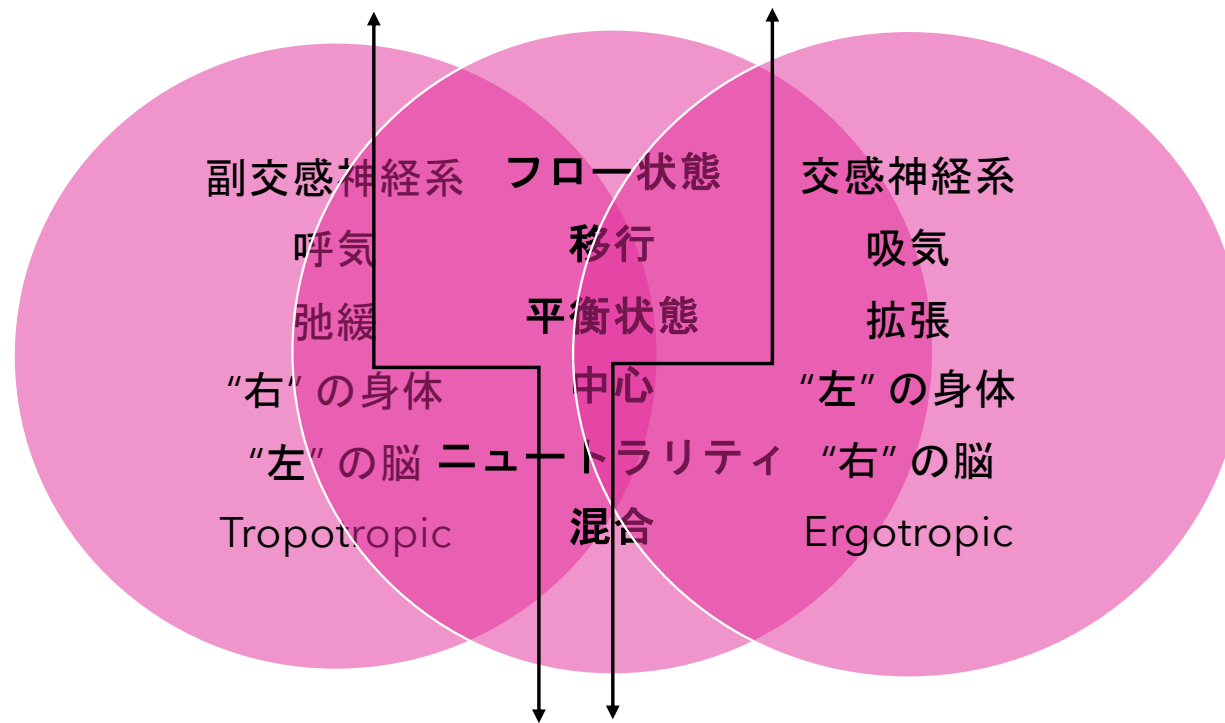 副交感神経系
呼気
弛緩
“右” の身体
“左” の脳
Tropotropic
フロー状態
移行
平衡状態
中心
ニュートラリティ
混合
交感神経系
吸気
拡張
“左” の身体
“右” の脳
Ergotropic